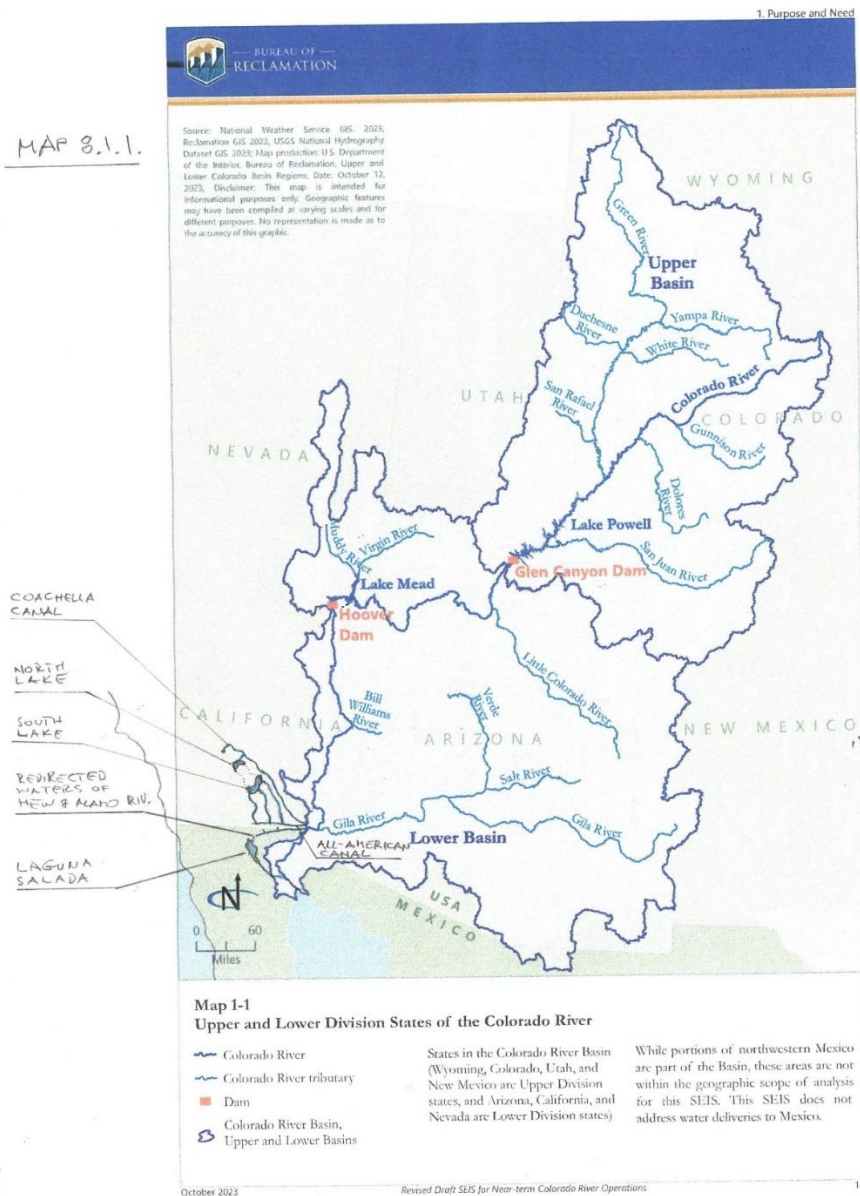 1. Purpose and Need
BUREAU OF
RECLAMATION
MAP 8.1.1.
Source: National Weather Service GIS 2023,
Reclamation GIS 2023, USGS National Hydrography
Dataset GIS 2023; Map production: U.S. Department
of the Interior, Bureau of Reclamation, Upper and
Lower Colorado Basin Regions; Date: October 12,
2023, Disclaimer: This map is intended for
informational purposes only. Geographic features
may have been compiled at varying scales and for
different purposes. No representation is made as to
the accuracy of this graphic.
WYOMING
Green River
Upper
Basin
Duchesne
River
Yampa River
White River
Colorado River
UTAH
San Rafael
River
COLORADO
Gunnison River
NEVADA
Dolores
River
Muddy River
Virgin River
Lake Powell
Glen Canyon Dam
San Juan River
Lake Mead
Hoover
Dam
COACHELLA
CANAL
NORTH
LAKE
SOUTH
LAKE
REDIRECTED
WATERS OF
NEW & ALAMO RIV.
LAGUNA
SALADA
CALIFORNIA
Bill
Williams
River
Verde
River
Little Colorado River
ARIZONA
NEW MEXICO
Salt River
Gila River
Gila River
Lower Basin
ALL-AMERICAN
CANAL
USA
MEXICO
N
0 60
Miles
Map 1-1
Upper and Lower Division States of the Colorado River
Colorado River
Colorado River tributary
Dam
Colorado River Basin,
Upper and Lower Basins
States in the Colorado River Basin
(Wyoming, Colorado, Utah, and
New Mexico are Upper Division
states, and Arizona, California, and
Nevada are Lower Division states)
While portions of northwestern Mexico
are part of the Basin, these areas are not
within the geographic scope of analysis
for this SEIS. This SEIS does not
address water deliveries to Mexico.
October 2023
Revised Draft SEIS for Near-term Colorado River Operations